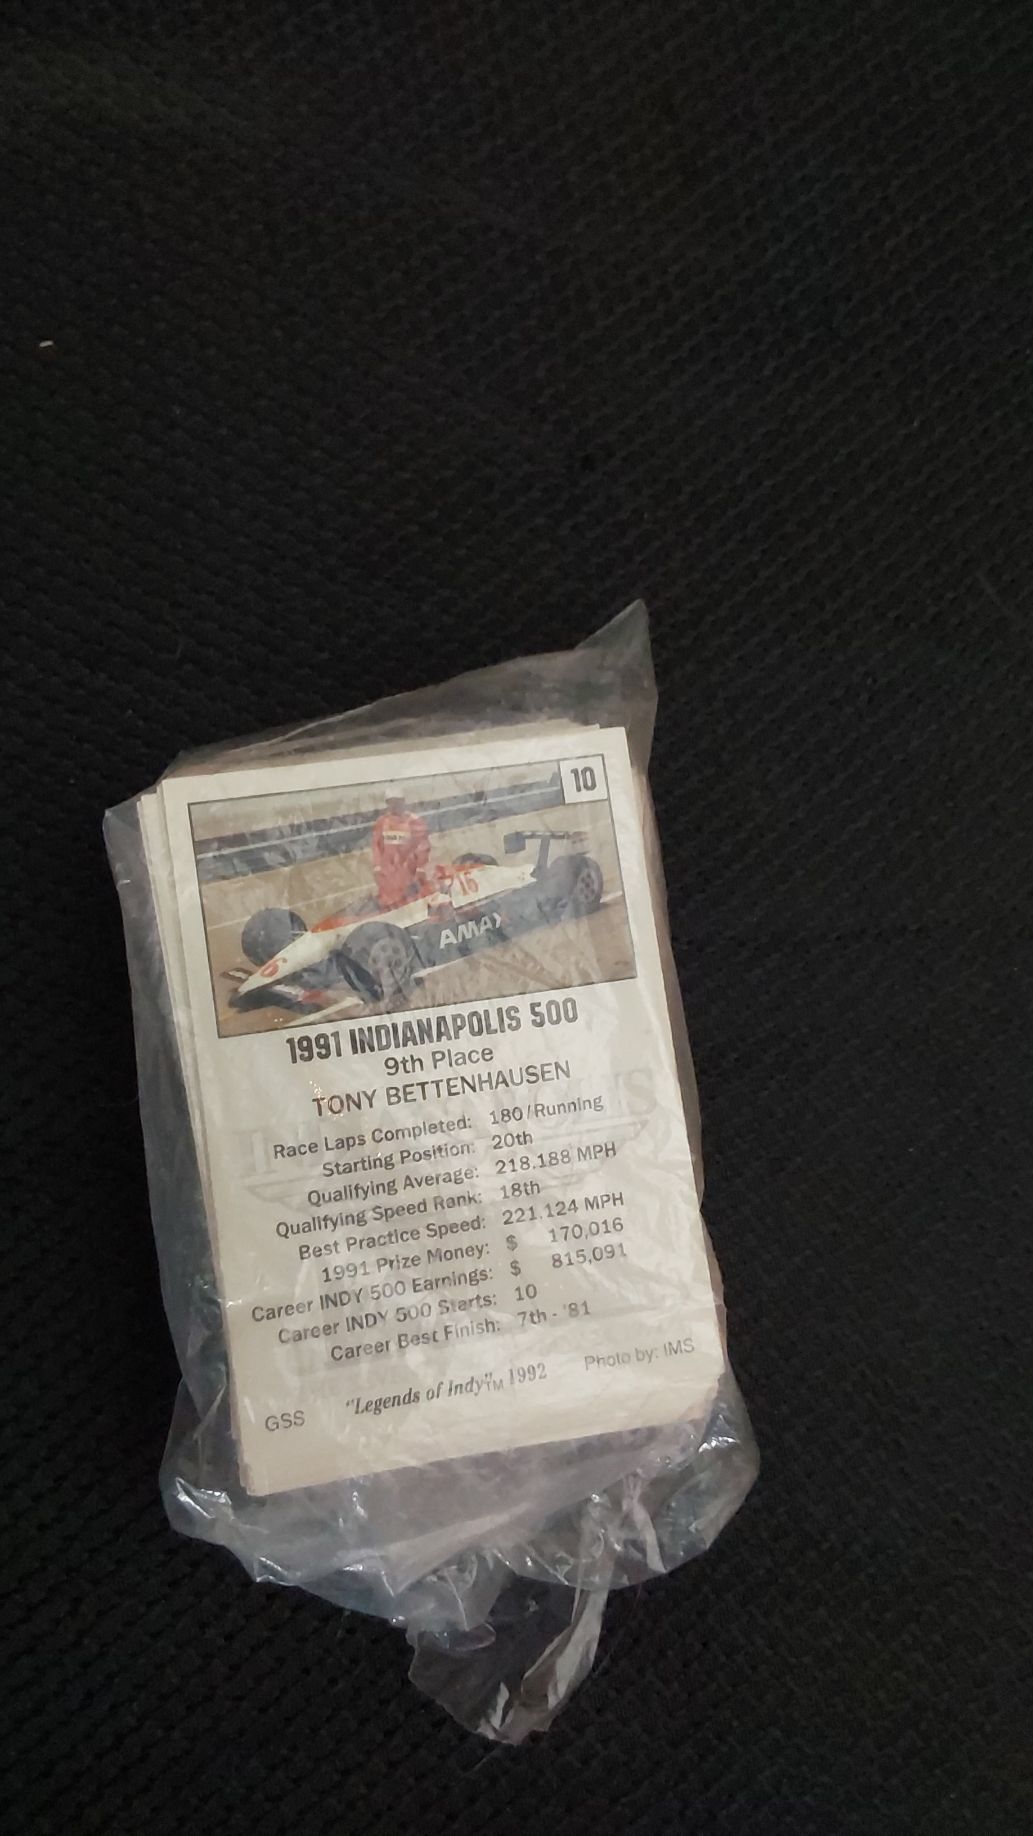 10
16
AMAX
6
1991 INDIANAPOLIS 500
9th Place
TONY BETTENHAUSEN
Race Laps Completed: 180/Running
Starting Position: 20th
Qualifying Average: 218.188 MPH
Qualifying Speed Rank: 18th
Best Practice Speed: 221.124 MPH
1991 Prize Money: $ 170,016
Career INDY 500 Earnings: $ 815,091
Career INDY 500 Starts: 10
Career Best Finish: 7th - '81
GSS "Legends of Indy"TM 1992 Photo by: IMS